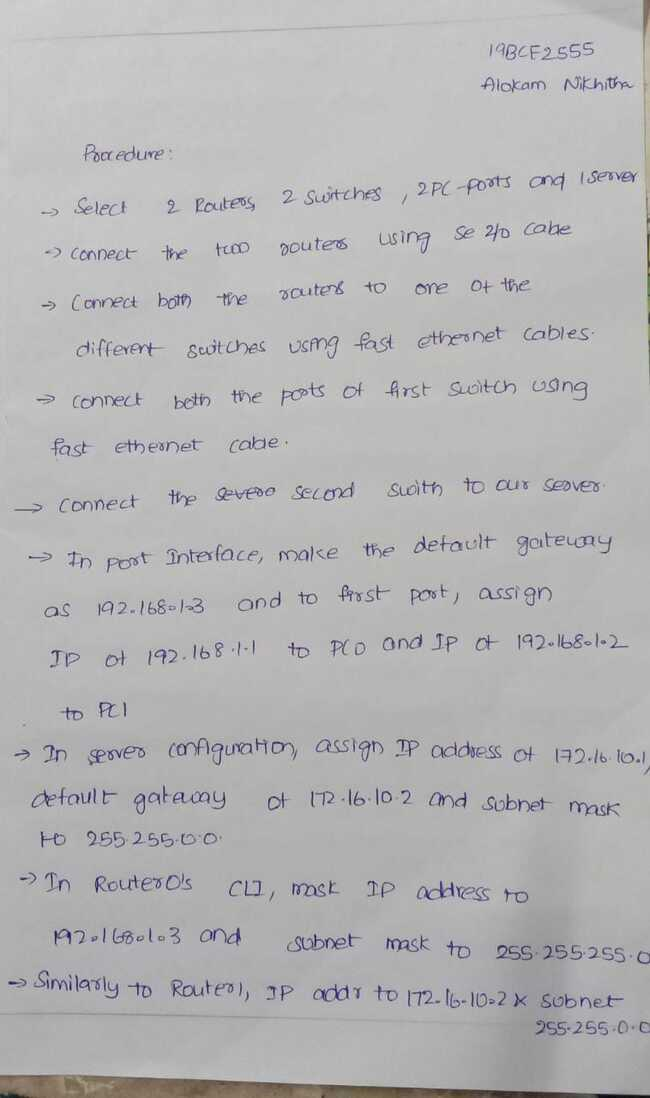 19BCE2555
Alokam Nikhitha
Procedure:
→ Select 2 Routers, 2 switches, 2PC-ports and 1 server
→ connect the two routers using se 2/0 cabe
→ Connect both the routers to one of the
different switches using fast ethernet cables.
→ connect both the ports of first switch using
fast ethernet cable.
→ connect the second swith to our server.
→ In port Interface, make the default gateway
as 192.168.1.3 and to first port, assign
IP of 192.168.1.1 to PC0 and IP of 192.168.1.2
to PC1
→ In server configuration, assign IP address of 172.16.10.1,
default gateway of 172.16.10.2 and subnet mask
to 255.255.0.0.
→ In Router0's CLI, mask IP address to
192.168.1.3 and subnet mask to 255.255.255.0
→ Similarly to Router1, IP addr to 172.16.10.2 & subnet
255.255.0.0